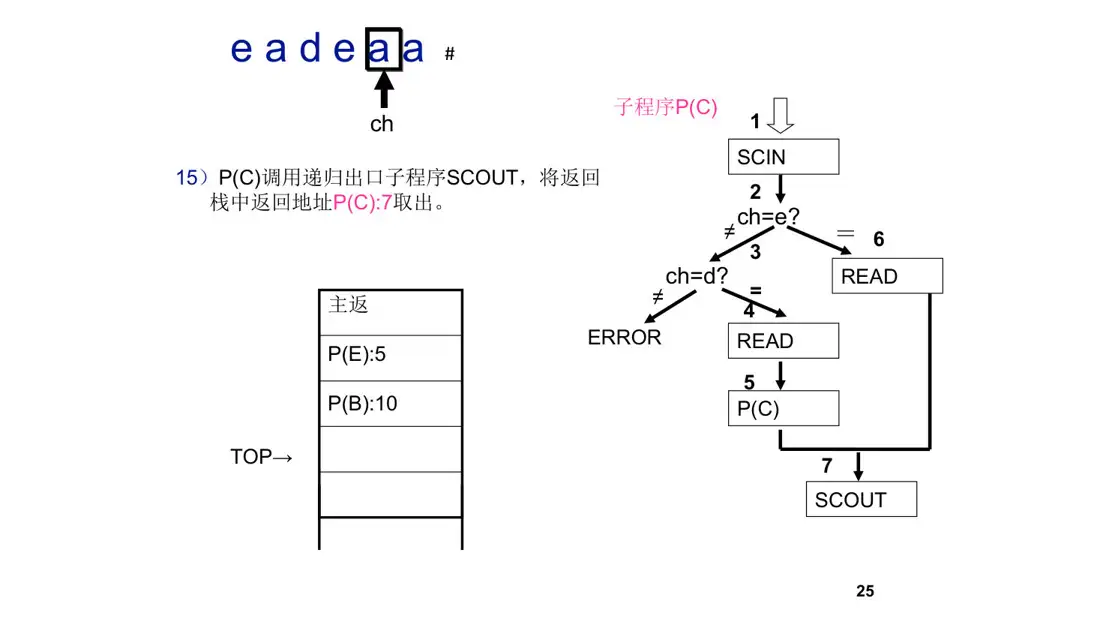 e a d e a a #
ch
15）P(C)调用递归出口子程序SCOUT，将返回
栈中返回地址P(C):7取出。
主返
P(E):5
P(B):10
TOP→
子程序P(C)
1
SCIN
2
ch=e?
≠
＝
6
3
READ
ch=d?
≠
=
4
ERROR
READ
5
P(C)
7
SCOUT
25